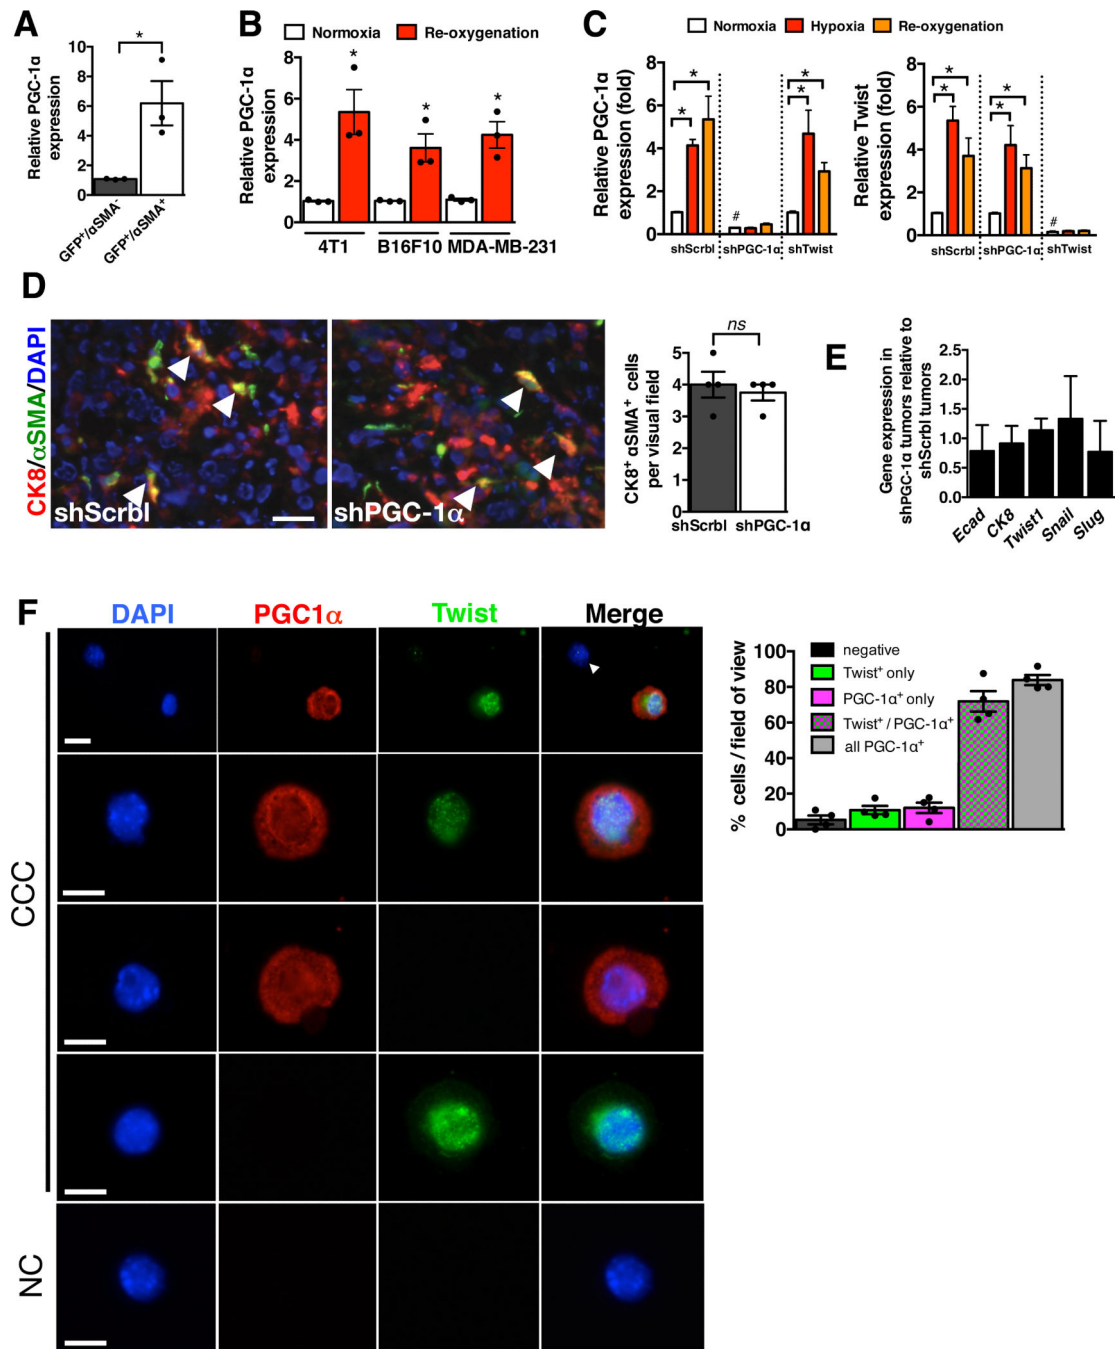 A
Relative PGC-1α
expression
10
8
6
4
2
0
*
GFP⁺/αSMA⁻
GFP⁺/αSMA⁺
B
Normoxia
Re-oxygenation
Relative PGC-1α
expression
8
6
4
2
0
*
*
*
4T1
B16F10
MDA-MB-231
C
Normoxia
Hypoxia
Re-oxygenation
Relative PGC-1α
expression (fold)
8
6
4
2
0
*
*
#
*
*
shScrbl
shPGC-1α
shTwist
Relative Twist
expression (fold)
8
6
4
2
0
*
*
*
*
#
shScrbl
shPGC-1α
shTwist
D
CK8/αSMA/DAPI
shScrbl
shPGC-1α
CK8⁺ αSMA⁺ cells
per visual field
5
4
3
2
1
0
ns
shScrbl
shPGC-1α
E
Gene expression in
shPGC-1α tumors relative to
shScrbl tumors
2.5
2.0
1.5
1.0
0.5
0.0
Ecad
CK8
Twist1
Snail
Slug
F
DAPI
PGC1α
Twist
Merge
CCC
NC
% cells / field of view
100
80
60
40
20
0
negative
Twist⁺ only
PGC-1α⁺ only
Twist⁺ / PGC-1α⁺
all PGC-1α⁺